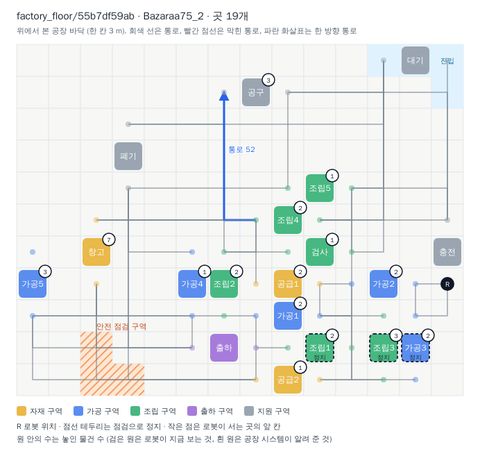 factory_floor/55b7df59ab · Bazaraa75_2 · 곳 19개
위에서 본 공장 바닥 (한 칸 3 m). 회색 선은 통로, 빨간 점선은 막힌 통로, 파란 화살표는 한 방향 통로
대기
전립
공구
3
통로 52
폐기
조립5
1
조립4
2
창고
7
검사
1
충전
가공5
3
가공4
1
조립2
2
공급1
2
가공2
2
R
가공1
2
안전 점검 구역
출하
조립1
2
정지
조립3
3
정지
가공3
2
정지
공급2
1
자재 구역
가공 구역
조립 구역
출하 구역
지원 구역
R 로봇 위치 · 점선 테두리는 점검으로 정지 · 작은 점은 로봇이 서는 곳의 앞 칸
원 안의 수는 놓인 물건 수 (검은 원은 로봇이 지금 보는 것, 흰 원은 공장 시스템이 알려 준 것)